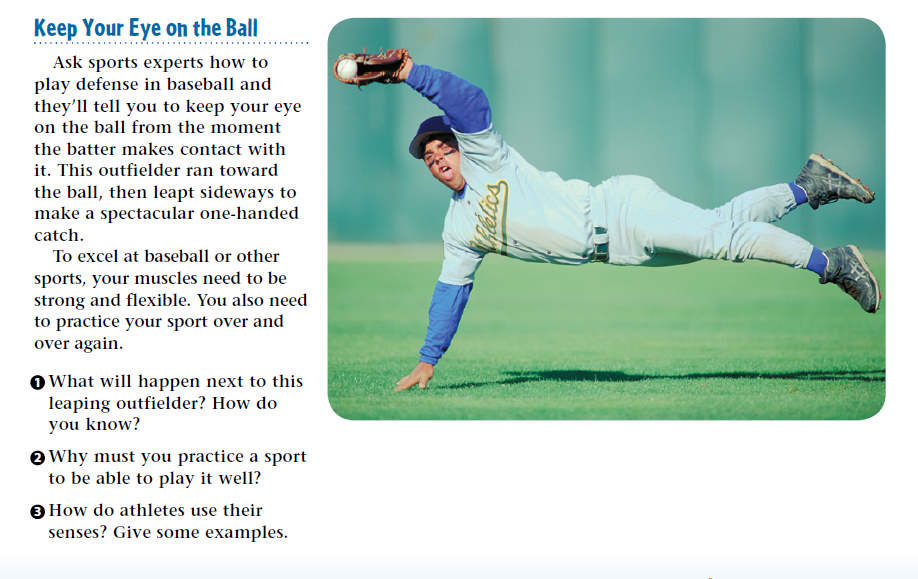 Keep Your Eye on the Ball
Ask sports experts how to
play defense in baseball and
they'll tell you to keep your eye
on the ball from the moment
the batter makes contact with
it. This outfielder ran toward
the ball, then leapt sideways to
make a spectacular one-handed
catch.
To excel at baseball or other
sports, your muscles need to be
strong and flexible. You also need
to practice your sport over and
over again.
1 What will happen next to this
leaping outfielder? How do
you know?
2 Why must you practice a sport
to be able to play it well?
3 How do athletes use their
senses? Give some examples.
Athletics